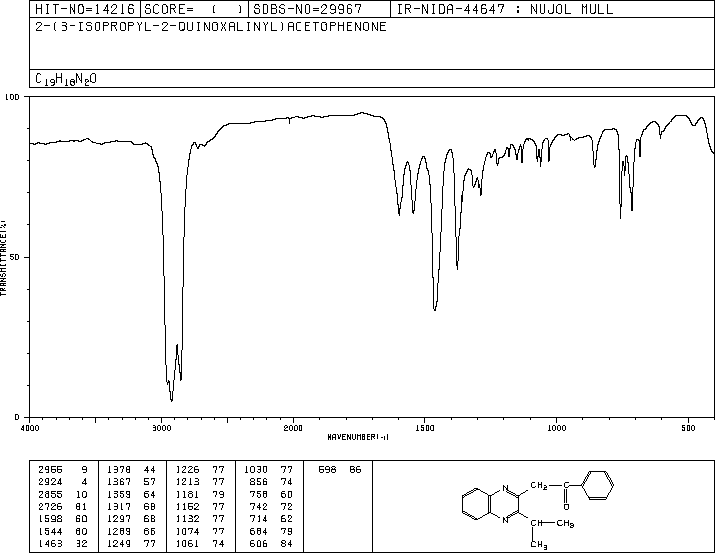 HIT-NO=14216 SCORE= ( ) SDBS-NO=29967 IR-NIDA-44647 : NUJOL MULL
2-(3-ISOPROPYL-2-QUINOXALINYL)ACETOPHENONE
C19H18N2O
100
50
0
TRANSMITTANCE(%)
4000 3000 2000 1500 1000 500
WAVENUMBER(-1)
2966 9 1378 44 1226 77 1030 77 698 86
2924 4 1367 57 1213 77 856 74
2855 10 1359 64 1181 79 758 60
2726 81 1317 68 1152 77 742 72
1598 60 1297 68 1132 77 714 62
1544 60 1289 66 1074 77 684 79
1463 32 1249 77 1061 74 606 84
N CH2 C
O
N CH CH3
CH3